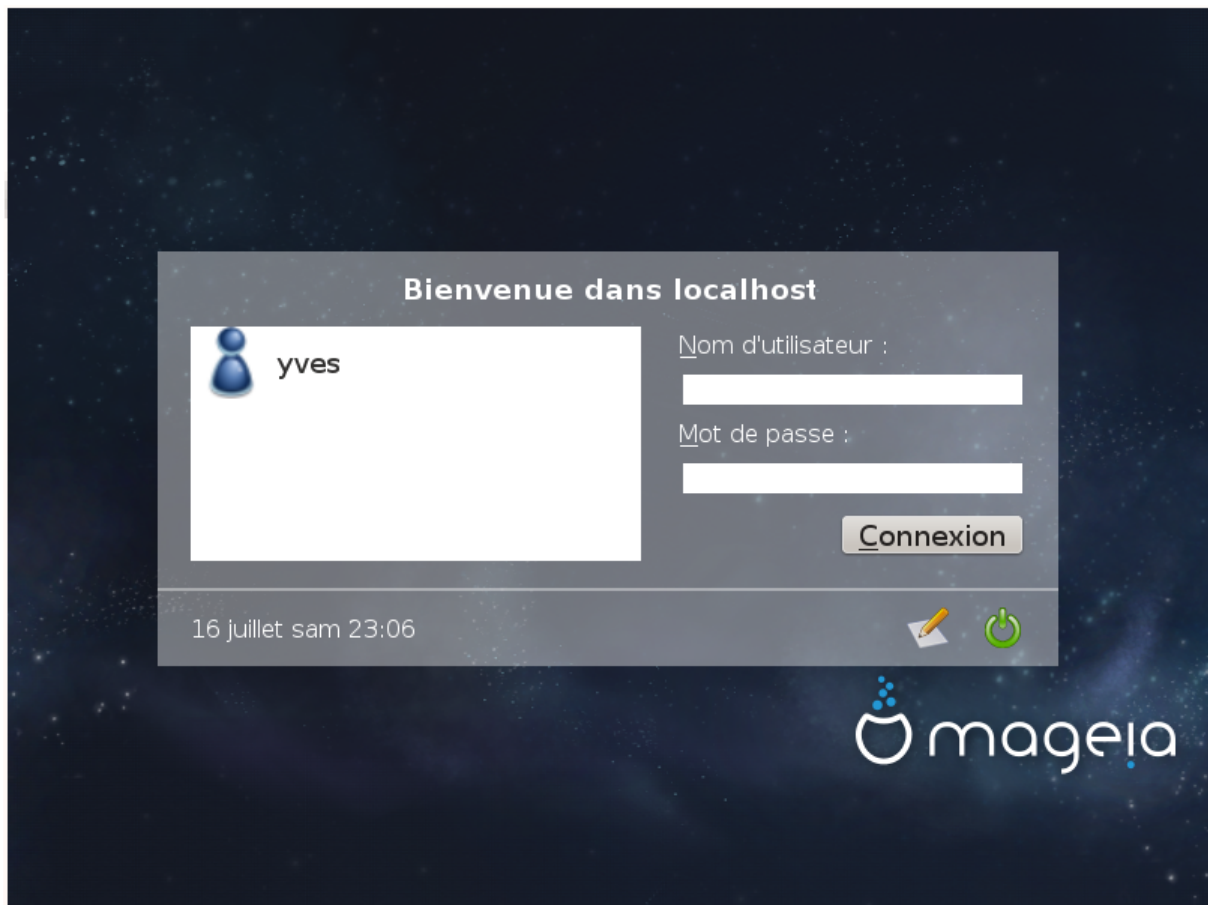 Bienvenue dans localhost
yves
Nom d'utilisateur :
Mot de passe :
Connexion
16 juillet sam 23:06
mageia